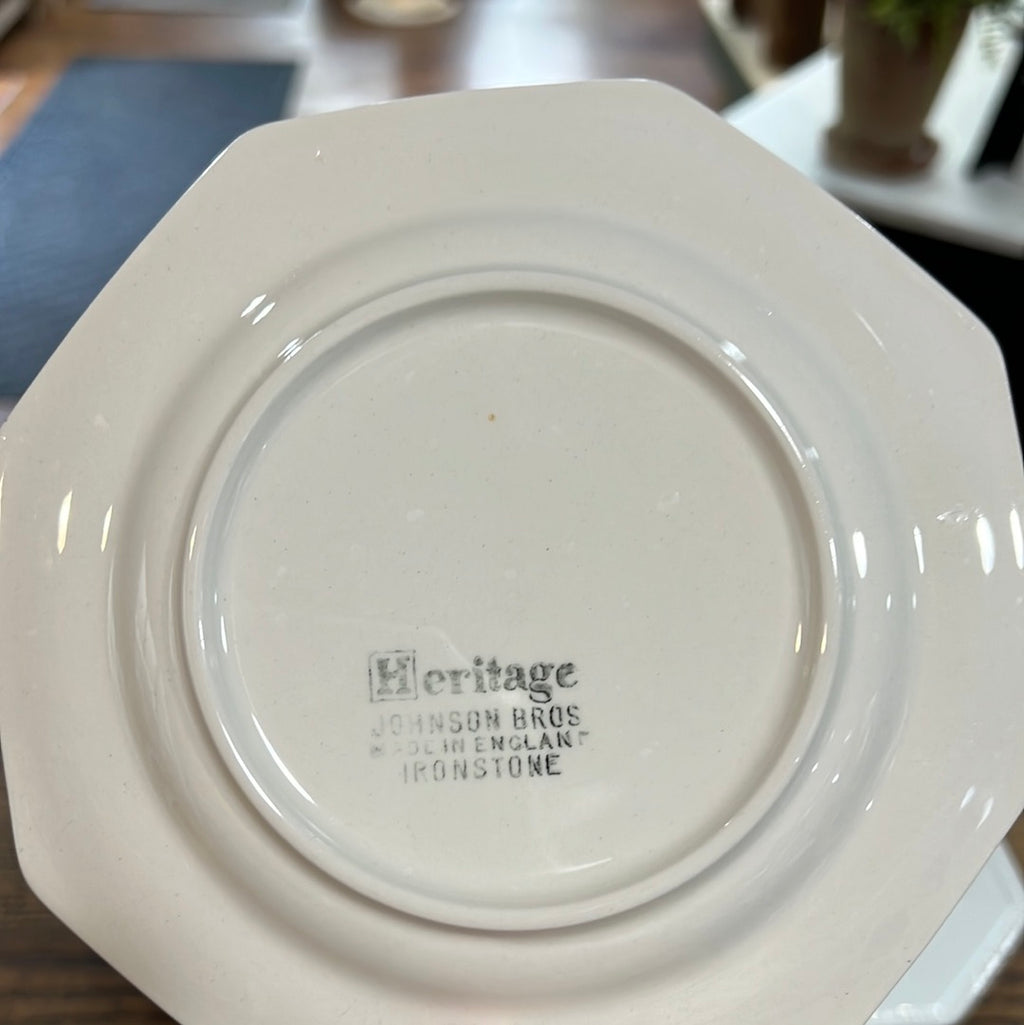 Heritage
JOHNSON BROS
MADE IN ENGLAND
IRONSTONE